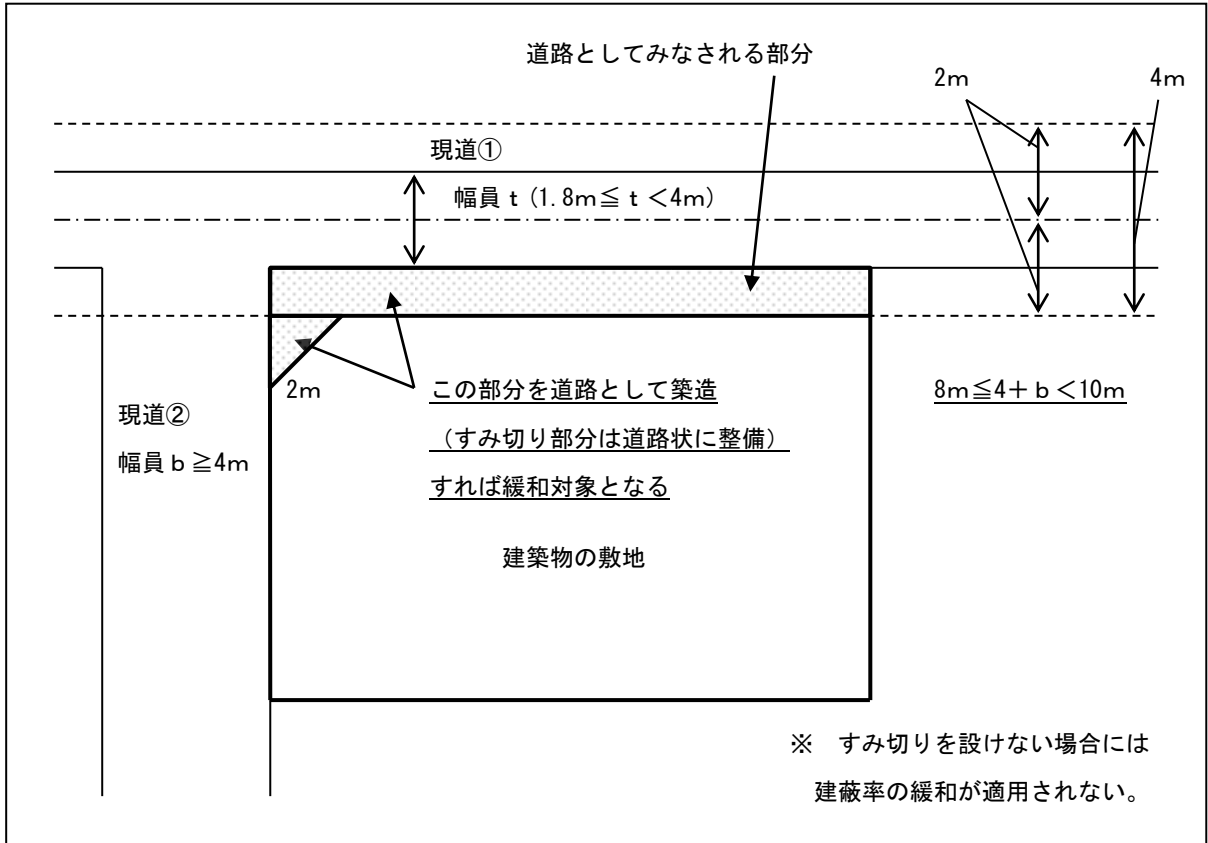 道路としてみなされる部分
2m
4m
現道①
幅員ｔ(1.8m≦ｔ＜4m)
2m
この部分を道路として築造
（すみ切り部分は道路状に整備）
すれば緩和対象となる
8m≦4＋ｂ＜10m
現道②
幅員ｂ≧4m
建築物の敷地
※　すみ切りを設けない場合には
建蔽率の緩和が適用されない。